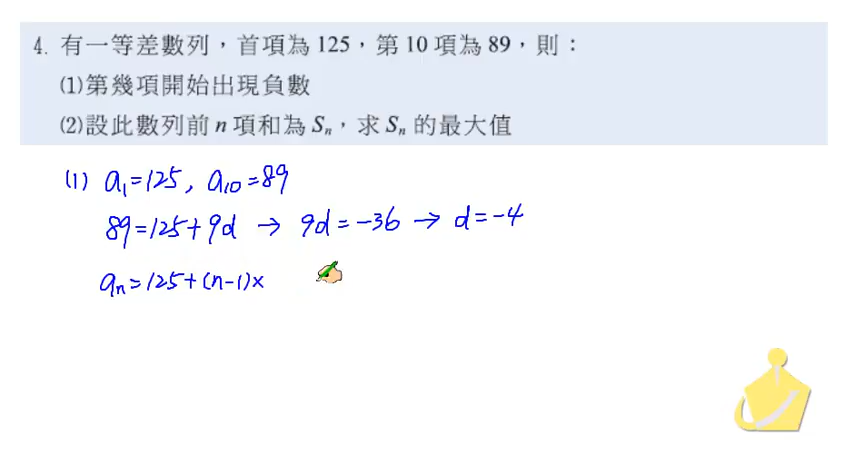 4. 有一等差數列，首項為 125，第 10 項為 89，則：
⑴第幾項開始出現負數
⑵設此數列前 n 項和為 Sₙ，求 Sₙ 的最大值
(1) a₁=125, a₁₀=89
89=125+9d → 9d=-36 → d=-4
aₙ=125+(n-1)×